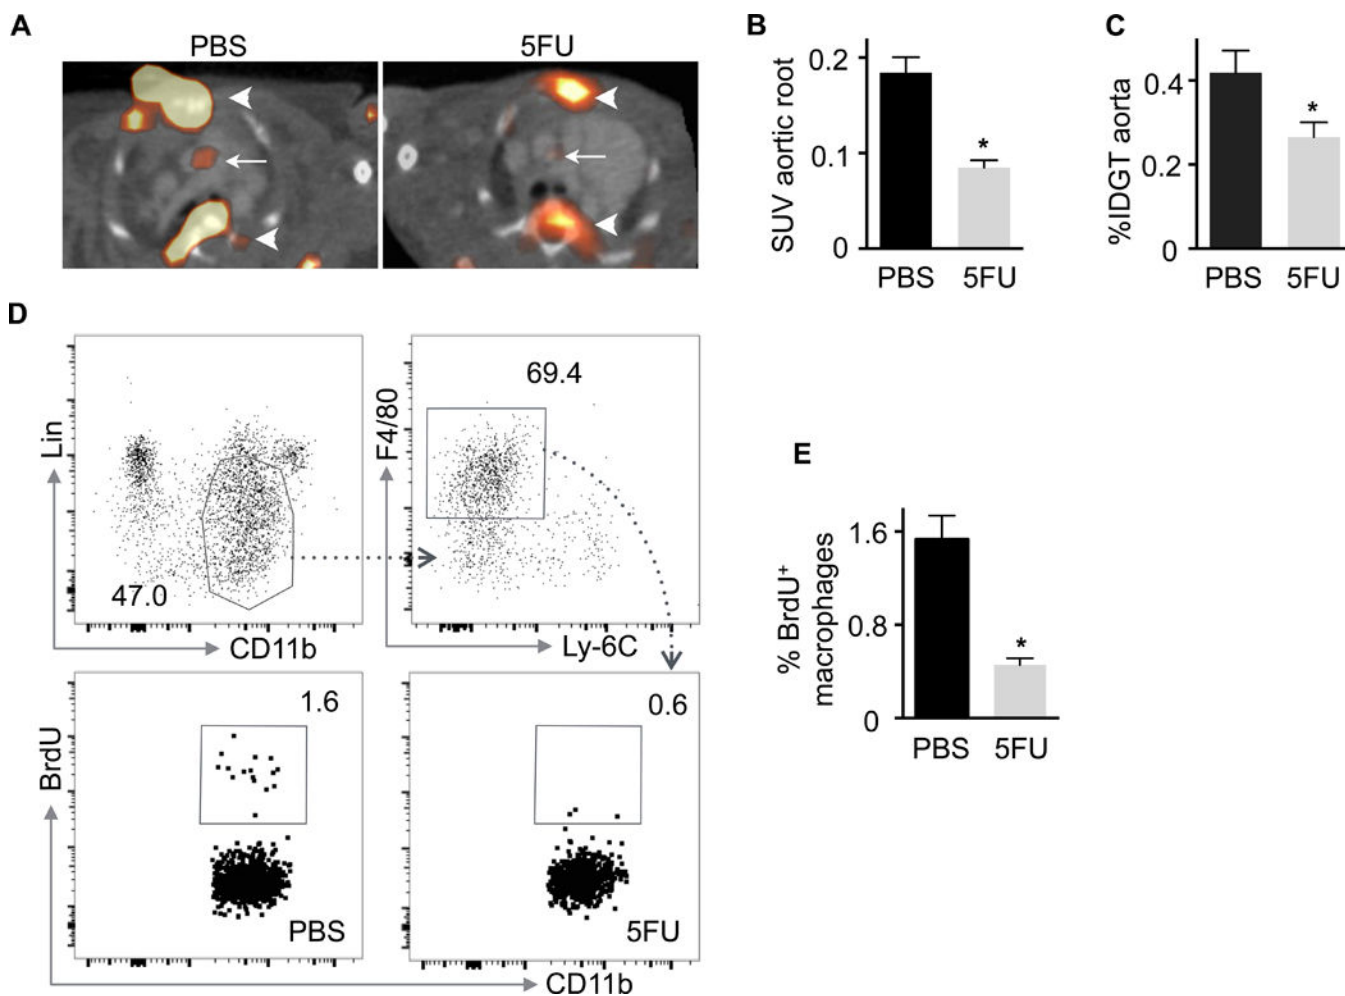 A
PBS
5FU
B
SUV aortic root
0.2
0.1
0
*
PBS
5FU
C
%IDGT aorta
0.4
0.2
0
*
PBS
5FU
D
Lin
47.0
CD11b
F4/80
69.4
Ly-6C
BrdU
1.6
PBS
0.6
5FU
CD11b
E
% BrdU⁺
macrophages
1.6
0.8
0
*
PBS
5FU